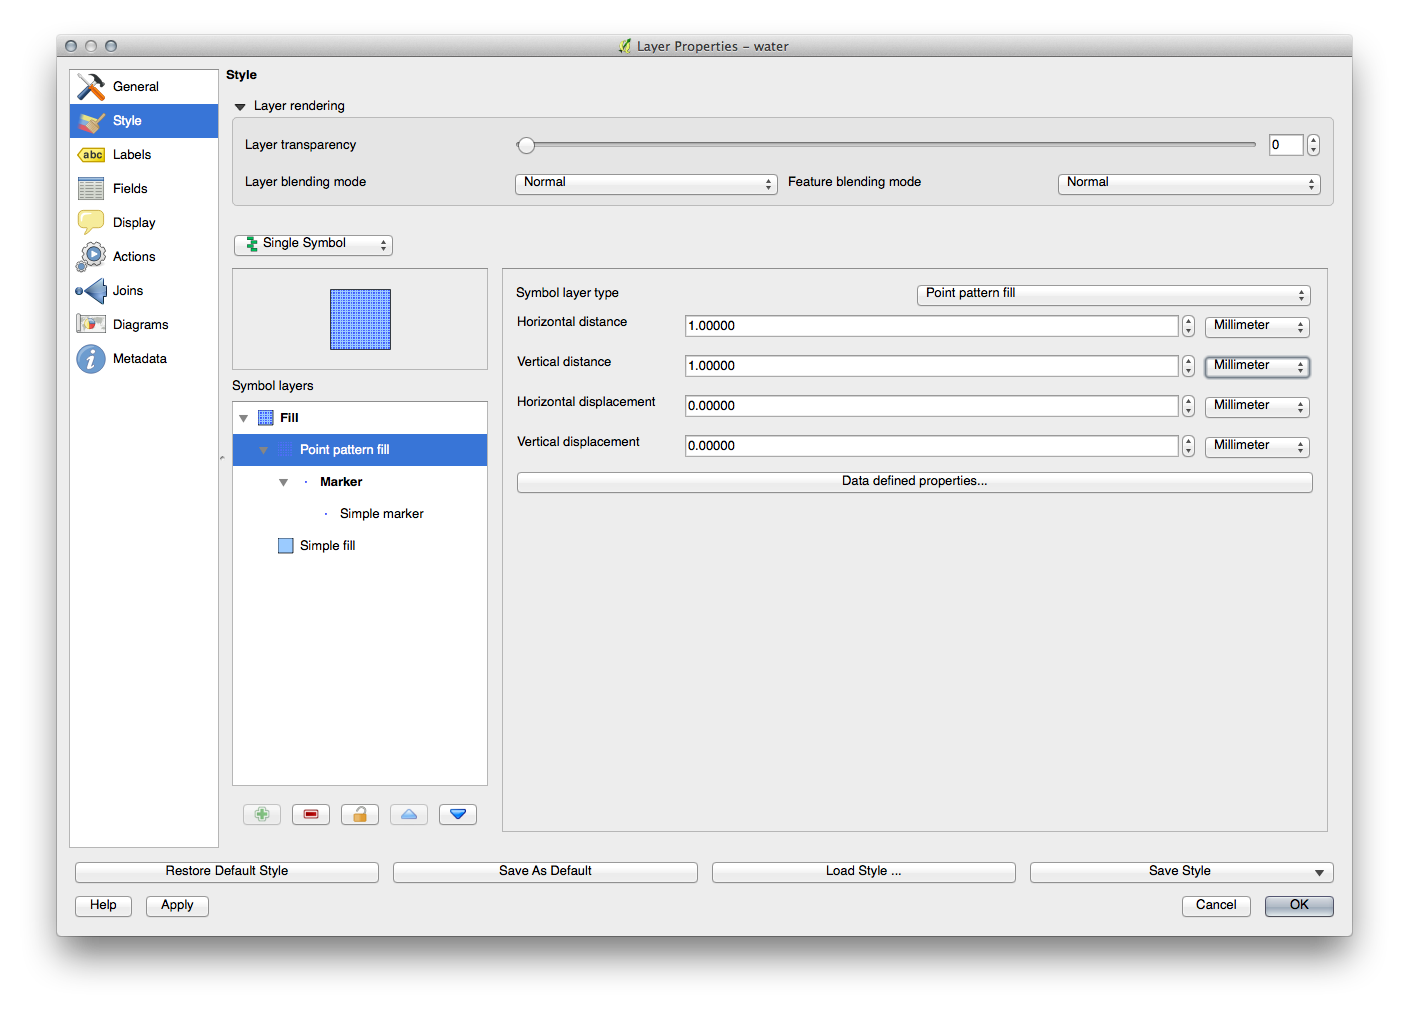 Layer Properties - water
General
Style
Labels
Fields
Display
Actions
Joins
Diagrams
Metadata
Style
Layer rendering
Layer transparency 0
Layer blending mode Normal Feature blending mode Normal
Single Symbol
Symbol layers
Fill
Point pattern fill
Marker
Simple marker
Simple fill
Symbol layer type Point pattern fill
Horizontal distance 1.00000 Millimeter
Vertical distance 1.00000 Millimeter
Horizontal displacement 0.00000 Millimeter
Vertical displacement 0.00000 Millimeter
Data defined properties...
Restore Default Style Save As Default Load Style ... Save Style
Help Apply Cancel OK
abc